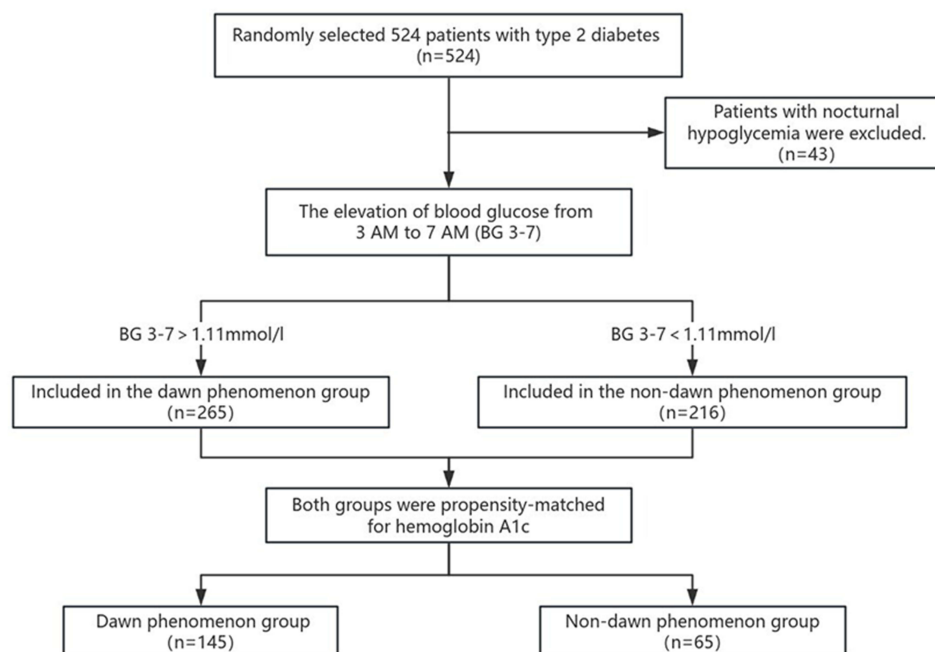 Randomly selected 524 patients with type 2 diabetes
(n=524)
Patients with nocturnal
hypoglycemia were excluded.
(n=43)
The elevation of blood glucose from
3 AM to 7 AM (BG 3-7)
BG 3-7 > 1.11mmol/l
BG 3-7 < 1.11mmol/l
Included in the dawn phenomenon group
(n=265)
Included in the non-dawn phenomenon group
(n=216)
Both groups were propensity-matched
for hemoglobin A1c
Dawn phenomenon group
(n=145)
Non-dawn phenomenon group
(n=65)